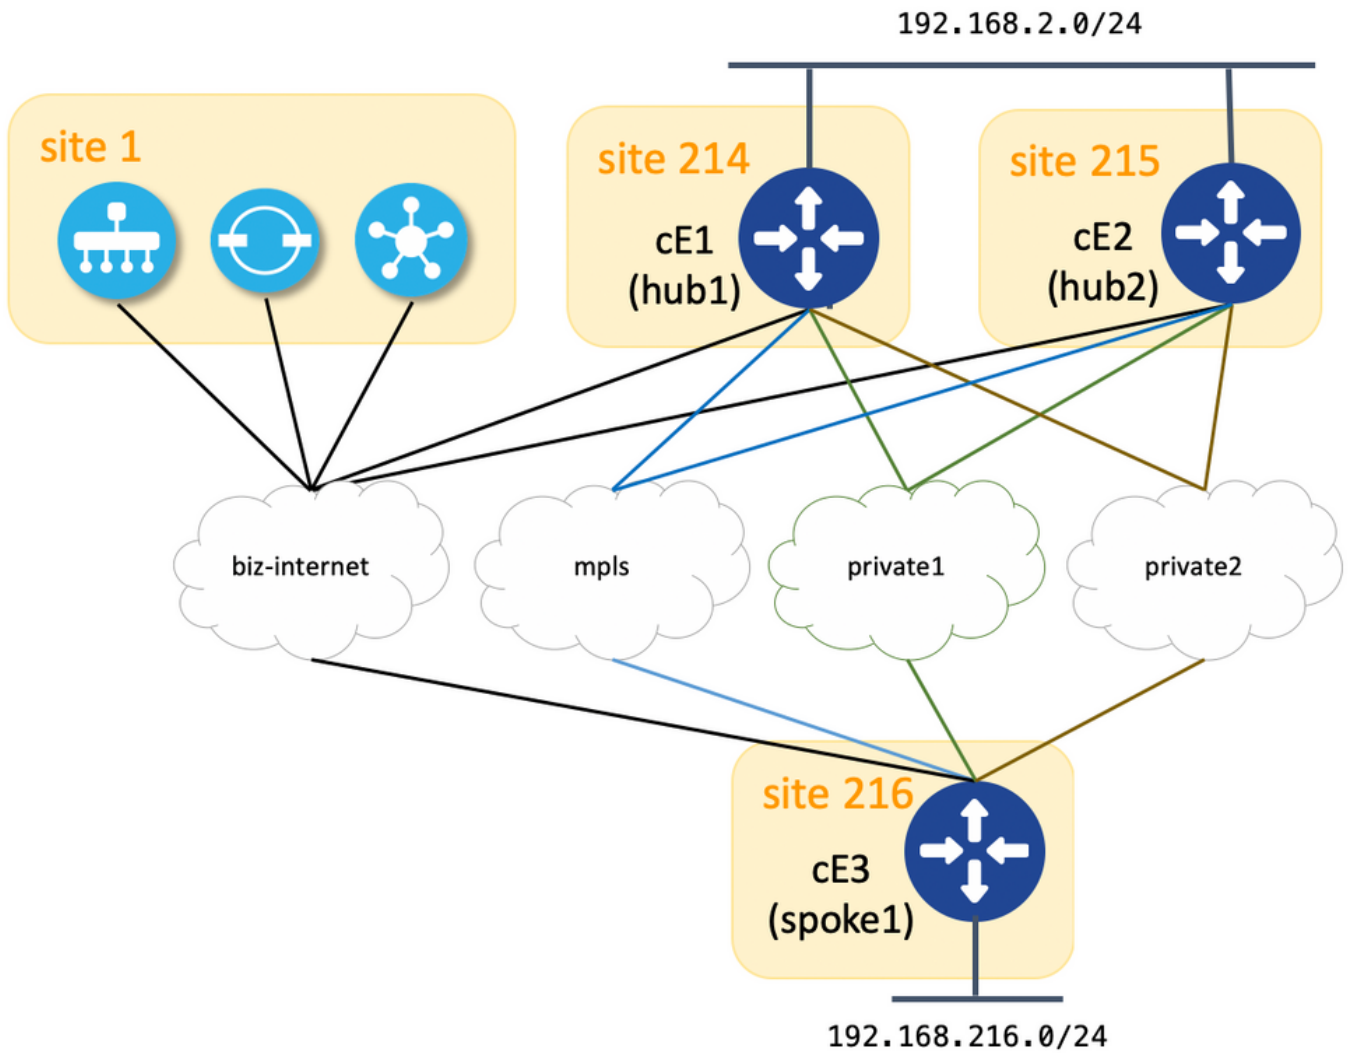 192.168.2.0/24
site 1
site 214
cE1
(hub1)
site 215
cE2
(hub2)
biz-internet
mpls
private1
private2
site 216
cE3
(spoke1)
192.168.216.0/24